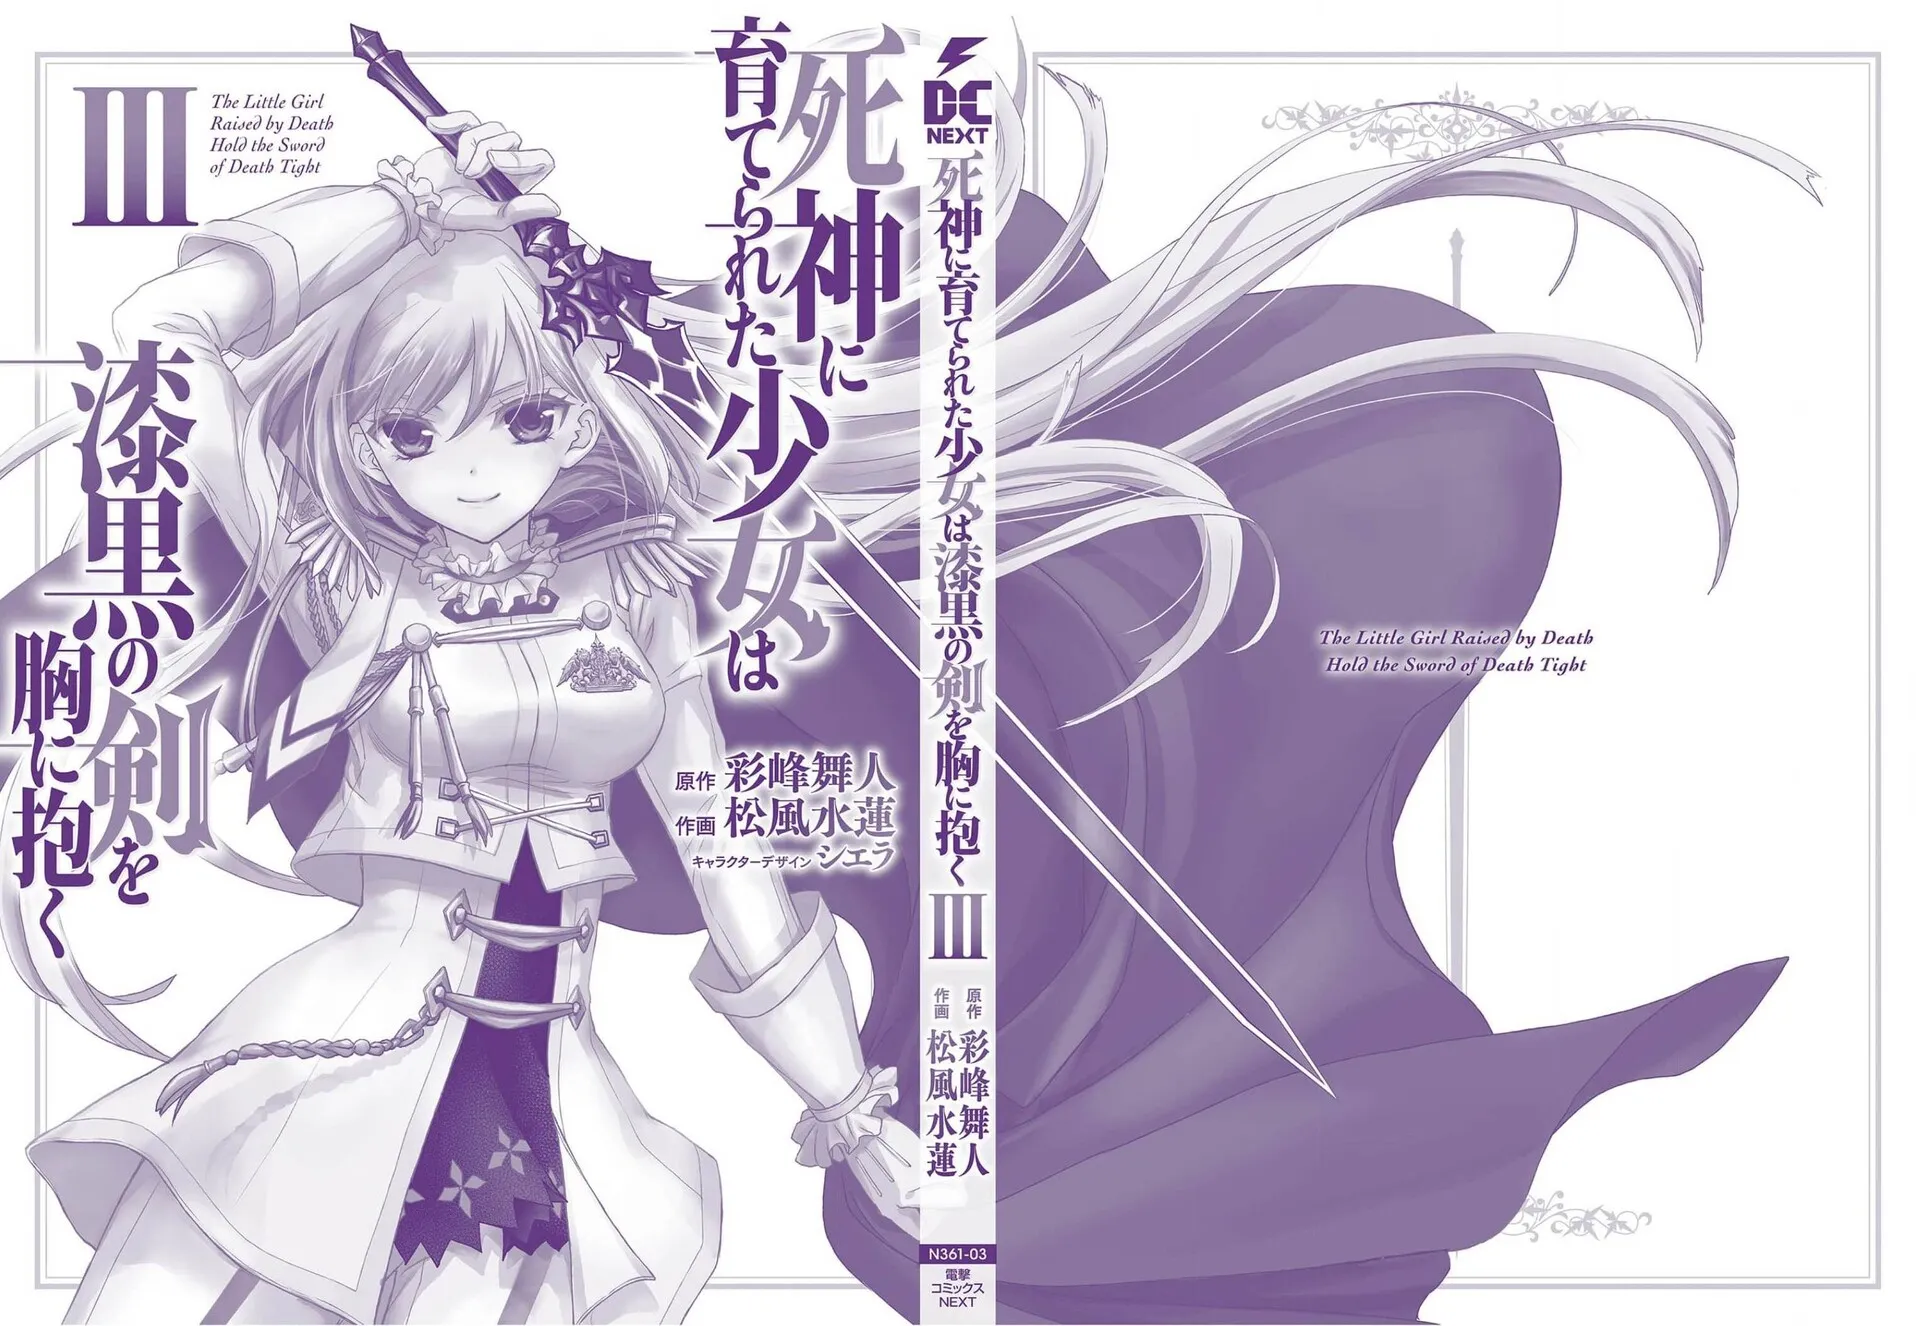 III
The Little Girl
Raised by Death
Hold the Sword
of Death Tight
死神に
育てられた少女は
漆黒の剣を
胸に抱く
原作 彩峰舞人
作画 松風水蓮
キャラクターデザイン シエラ
DC
NEXT
死神に育てられた少女は漆黒の剣を胸に抱く
III
原作 彩峰舞人
作画 松風水蓮
N361-03
電撃
コミックス
NEXT
The Little Girl Raised by Death
Hold the Sword of Death Tight